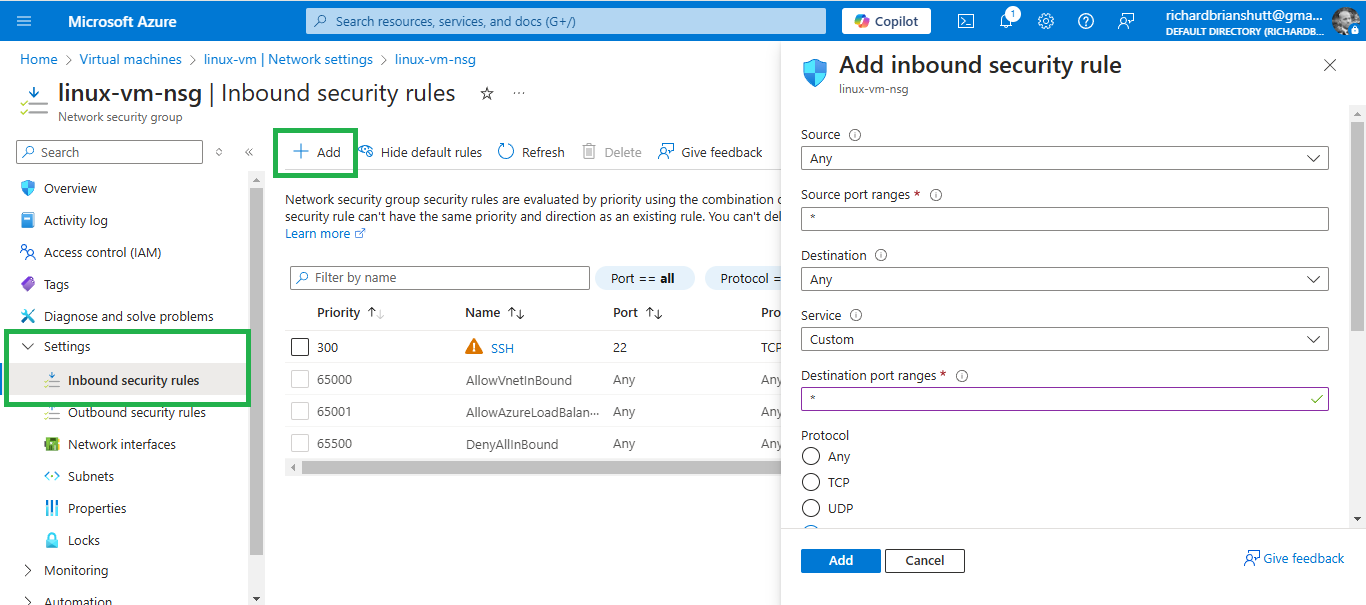 Microsoft Azure
Search resources, services, and docs (G+/)
Copilot
1
richardbrianshutt@gma...
DEFAULT DIRECTORY (RICHARDB...
Home > Virtual machines > linux-vm | Network settings > linux-vm-nsg
linux-vm-nsg | Inbound security rules
...
Network security group
Search
Overview
Activity log
Access control (IAM)
Tags
Diagnose and solve problems
Settings
Inbound security rules
Outbound security rules
Network interfaces
Subnets
Properties
Locks
Monitoring
Automation
Add
Hide default rules
Refresh
Delete
Give feedback
Network security group security rules are evaluated by priority using the combination
security rule can't have the same priority and direction as an existing rule. You can't del
Learn more
Filter by name
Port == all
Protocol =
Priority Name Port Pro
300 SSH 22 TCP
65000 AllowVnetInBound Any Any
65001 AllowAzureLoadBalan... Any Any
65500 DenyAllInBound Any Any
Add inbound security rule
linux-vm-nsg
Source
Any
Source port ranges *
*
Destination
Any
Service
Custom
Destination port ranges *
*
Protocol
Any
TCP
UDP
Add
Cancel
Give feedback